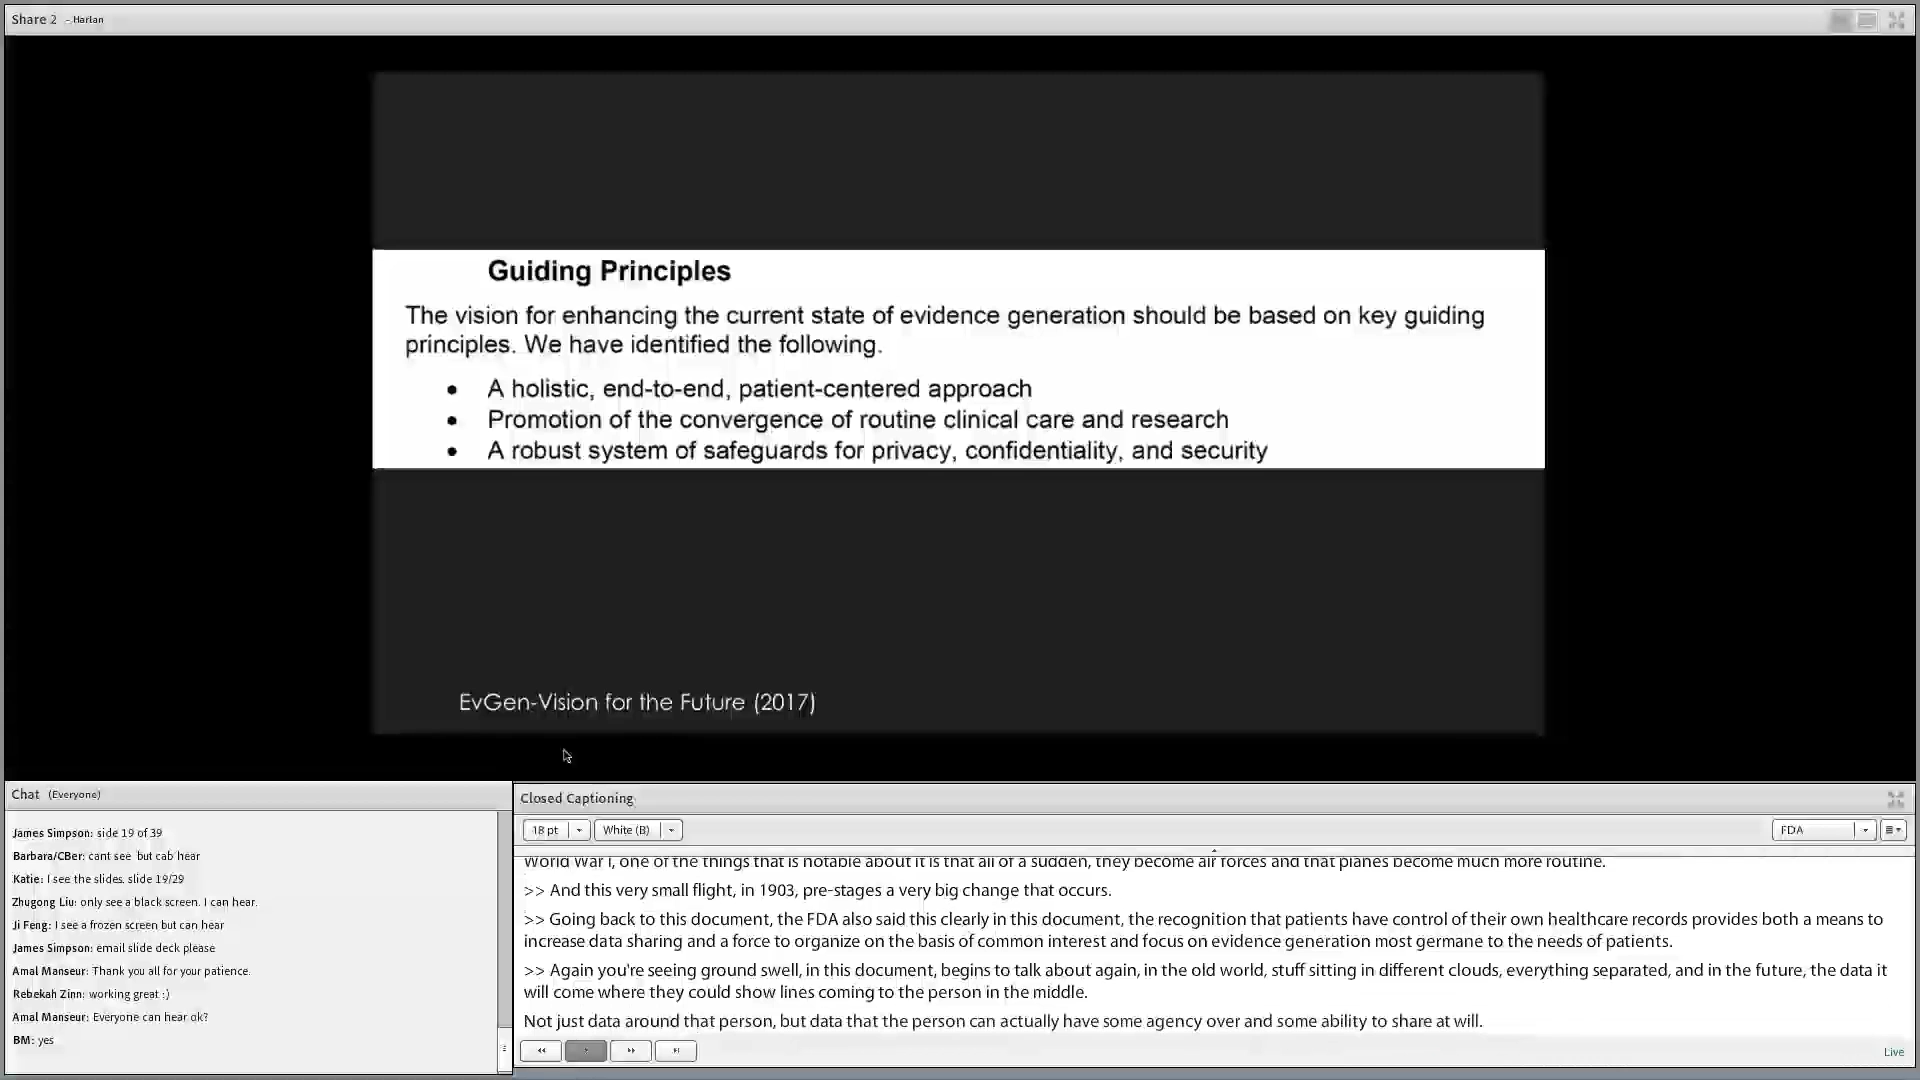 Share 2 - Harlan
Guiding Principles
The vision for enhancing the current state of evidence generation should be based on key guiding
principles. We have identified the following.
• A holistic, end-to-end, patient-centered approach
• Promotion of the convergence of routine clinical care and research
• A robust system of safeguards for privacy, confidentiality, and security
EvGen-Vision for the Future (2017)
Chat (Everyone)
James Simpson: side 19 of 39
Barbara/CBer: cant see but cab hear
Katie: I see the slides. slide 19/29
Zhugong Liu: only see a black screen. I can hear.
Ji Feng: I see a frozen screen but can hear
James Simpson: email slide deck please
Amal Manseur: Thank you all for your patience.
Rebekah Zinn: working great :)
Amal Manseur: Everyone can hear ok?
BM: yes
Closed Captioning
18 pt White (B) FDA
World War I, one of the things that is notable about it is that all of a sudden, they become air forces and that planes become much more routine.
>> And this very small flight, in 1903, pre-stages a very big change that occurs.
>> Going back to this document, the FDA also said this clearly in this document, the recognition that patients have control of their own healthcare records provides both a means to
increase data sharing and a force to organize on the basis of common interest and focus on evidence generation most germane to the needs of patients.
>> Again you're seeing ground swell, in this document, begins to talk about again, in the old world, stuff sitting in different clouds, everything separated, and in the future, the data it
will come where they could show lines coming to the person in the middle.
Not just data around that person, but data that the person can actually have some agency over and some ability to share at will.
Live